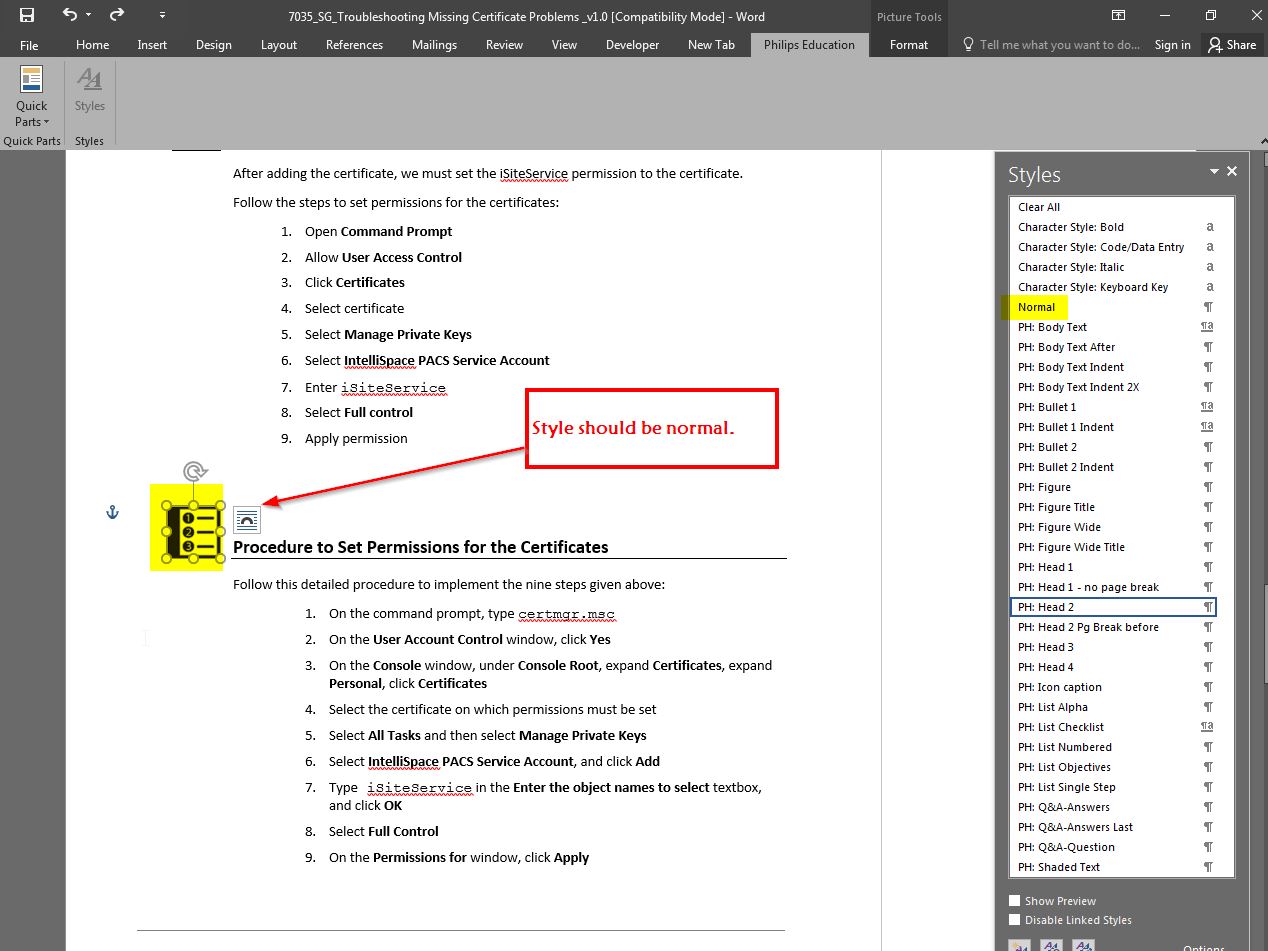 7035_SG_Troubleshooting Missing Certificate Problems _v1.0 [Compatibility Mode] - Word
Picture Tools
File Home Insert Design Layout References Mailings Review View Developer New Tab Philips Education Format Tell me what you want to do... Sign in Share
Quick Parts
Styles
Quick Parts
Styles
After adding the certificate, we must set the iSiteService permission to the certificate.
Follow the steps to set permissions for the certificates:
1. Open Command Prompt
2. Allow User Access Control
3. Click Certificates
4. Select certificate
5. Select Manage Private Keys
6. Select IntelliSpace PACS Service Account
7. Enter iSiteService
8. Select Full control
9. Apply permission
Style should be normal.
1
2
3
Procedure to Set Permissions for the Certificates
Follow this detailed procedure to implement the nine steps given above:
1. On the command prompt, type certmgr.msc
2. On the User Account Control window, click Yes
3. On the Console window, under Console Root, expand Certificates, expand
Personal, click Certificates
4. Select the certificate on which permissions must be set
5. Select All Tasks and then select Manage Private Keys
6. Select IntelliSpace PACS Service Account, and click Add
7. Type iSiteService in the Enter the object names to select textbox,
and click OK
8. Select Full Control
9. On the Permissions for window, click Apply
Styles
Clear All
Character Style: Bold a
Character Style: Code/Data Entry a
Character Style: Italic a
Character Style: Keyboard Key a
Normal ¶
PH: Body Text ¶a
PH: Body Text After ¶
PH: Body Text Indent ¶
PH: Body Text Indent 2X ¶
PH: Bullet 1 ¶a
PH: Bullet 1 Indent ¶a
PH: Bullet 2 ¶
PH: Bullet 2 Indent ¶
PH: Figure ¶
PH: Figure Title ¶
PH: Figure Wide ¶
PH: Figure Wide Title ¶
PH: Head 1 ¶
PH: Head 1 - no page break ¶
PH: Head 2 ¶
PH: Head 2 Pg Break before ¶
PH: Head 3 ¶
PH: Head 4 ¶
PH: Icon caption ¶
PH: List Alpha ¶
PH: List Checklist ¶a
PH: List Numbered ¶
PH: List Objectives ¶
PH: List Single Step ¶
PH: Q&A-Answers ¶
PH: Q&A-Answers Last ¶
PH: Q&A-Question ¶
PH: Shaded Text ¶
Show Preview
Disable Linked Styles
Options...